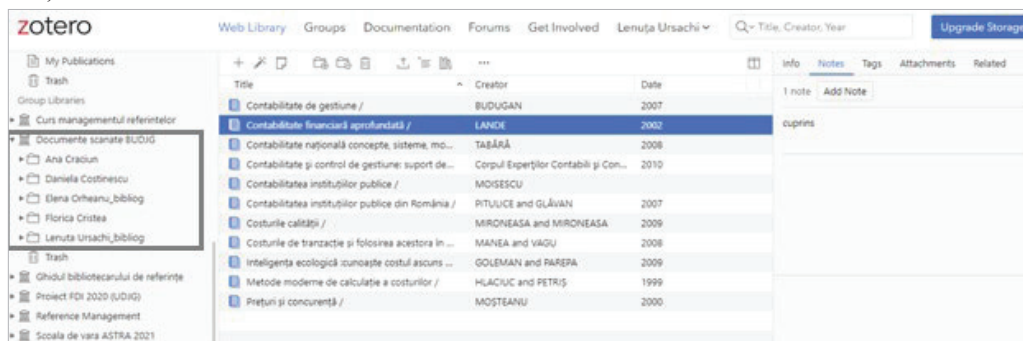 zotero
Web Library Groups Documentation Forums Get Involved Lenuța Ursachi Title, Creator, Year Upgrade Storage
My Publications
Trash
Group Libraries
Curs managementul referintelor
Documente scanate BUDJG
Ana Craciun
Daniela Costinescu
Elena Orheanu_bibliog
Florica Cristea
Lenuta Ursachi_bibliog
Trash
Ghidul bibliotecarului de referințe
Proiect FDI 2020 (UDJG)
Reference Management
Scoala de vara ASTRA 2021
Title Creator Date
Contabilitate de gestiune / BUDUGAN 2007
Contabilitate financiară aprofundată / LANDE 2002
Contabilitate națională concepte, sisteme, mo... TABĂRĂ 2008
Contabilitate și control de gestiune: suport de... Corpul Experților Contabili și Con... 2010
Contabilitatea instituțiilor publice / MOISESCU
Contabilitatea instituțiilor publice din România / PITULICE and GLĂVAN 2007
Costurile calității / MIRONEASA and MIRONEASA 2009
Costurile de tranzacție și folosirea acestora în ... MANEA and VAGU 2008
Inteligența ecologică :cunoaște costul ascuns ... GOLEMAN and PAREPA 2009
Metode moderne de calculație a costurilor / HLACIUC and PETRIȘ 1999
Prețuri și concurență / MOȘTEANU 2000
Info Notes Tags Attachments Related
1 note Add Note
cuprins